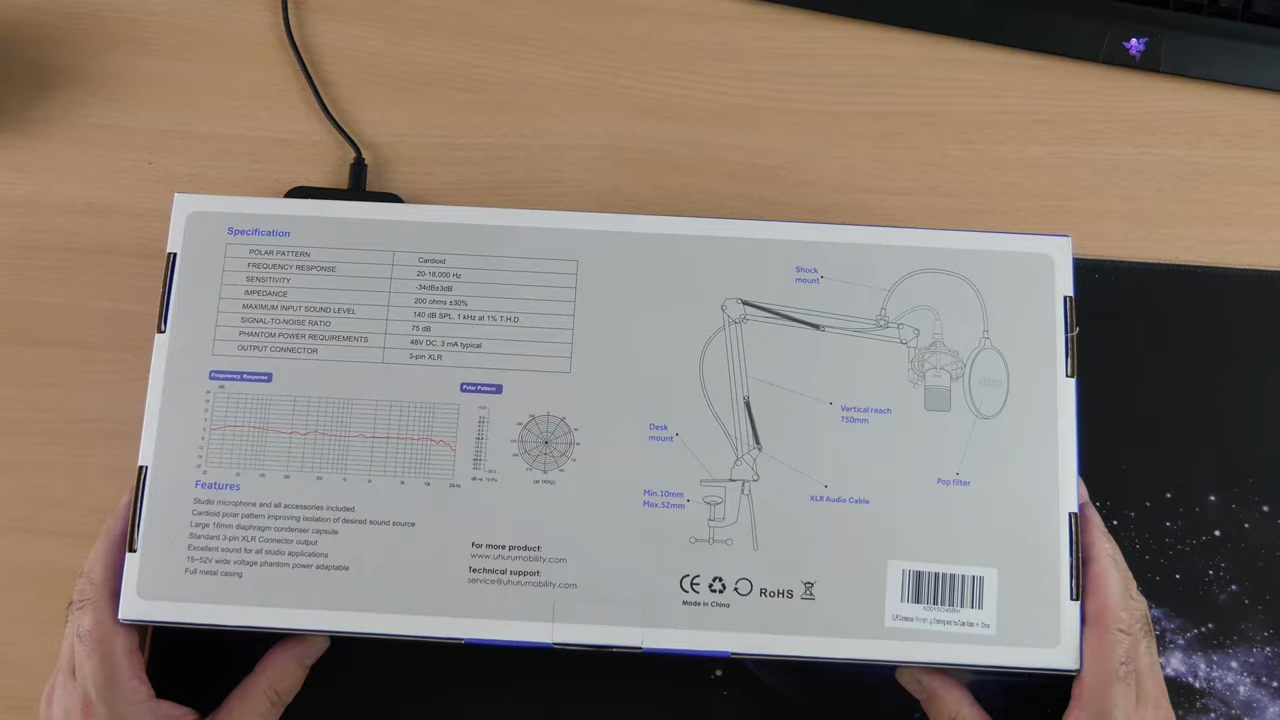 Specification
POLAR PATTERN Cardioid
FREQUENCY RESPONSE 20-18,000 Hz
SENSITIVITY -34dB±3dB
IMPEDANCE 200 ohms ±30%
MAXIMUM INPUT SOUND LEVEL 140 dB SPL, 1 kHz at 1% T.H.D.
SIGNAL-TO-NOISE RATIO 75 dB
PHANTOM POWER REQUIREMENTS 48V DC, 3 mA typical
OUTPUT CONNECTOR 3-pin XLR
Frequency Response
dB
Polar Pattern
(at 1KHz)
Features
Studio microphone and all accessories included.
Cardioid polar pattern improving isolation of desired sound source
Large 16mm diaphragm condenser capsule
Standard 3-pin XLR Connector output
Excellent sound for all studio applications
15~52V wide voltage phantom power adaptable
Full metal casing
For more product:
www.uhurumobility.com
Technical support:
service@uhurumobility.com
Shock
mount
Vertical reach
750mm
Desk
mount
Min.10mm
Max.52mm
XLR Audio Cable
Pop filter
CE RoHS
Made in China